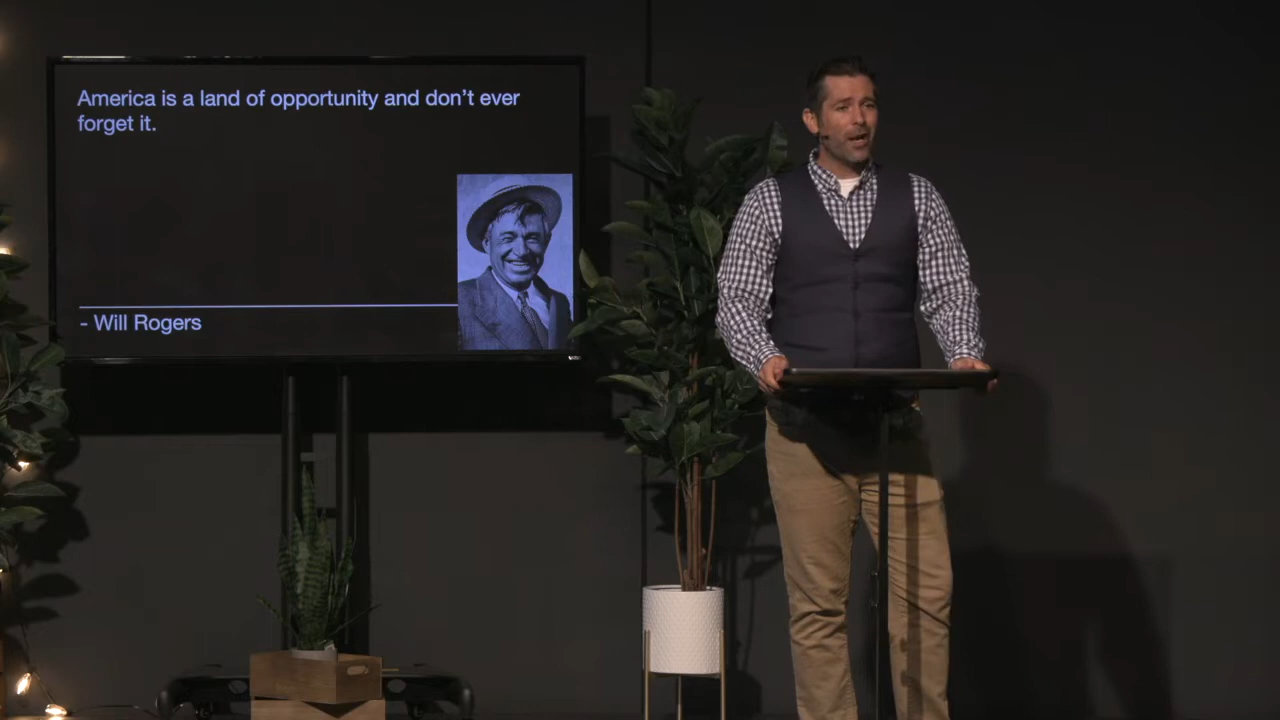 America is a land of opportunity and don't ever
forget it.
- Will Rogers